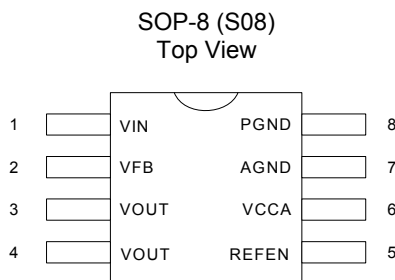 SOP-8 (S08)
Top View
1 VIN PGND 8
2 VFB AGND 7
3 VOUT VCCA 6
4 VOUT REFEN 5